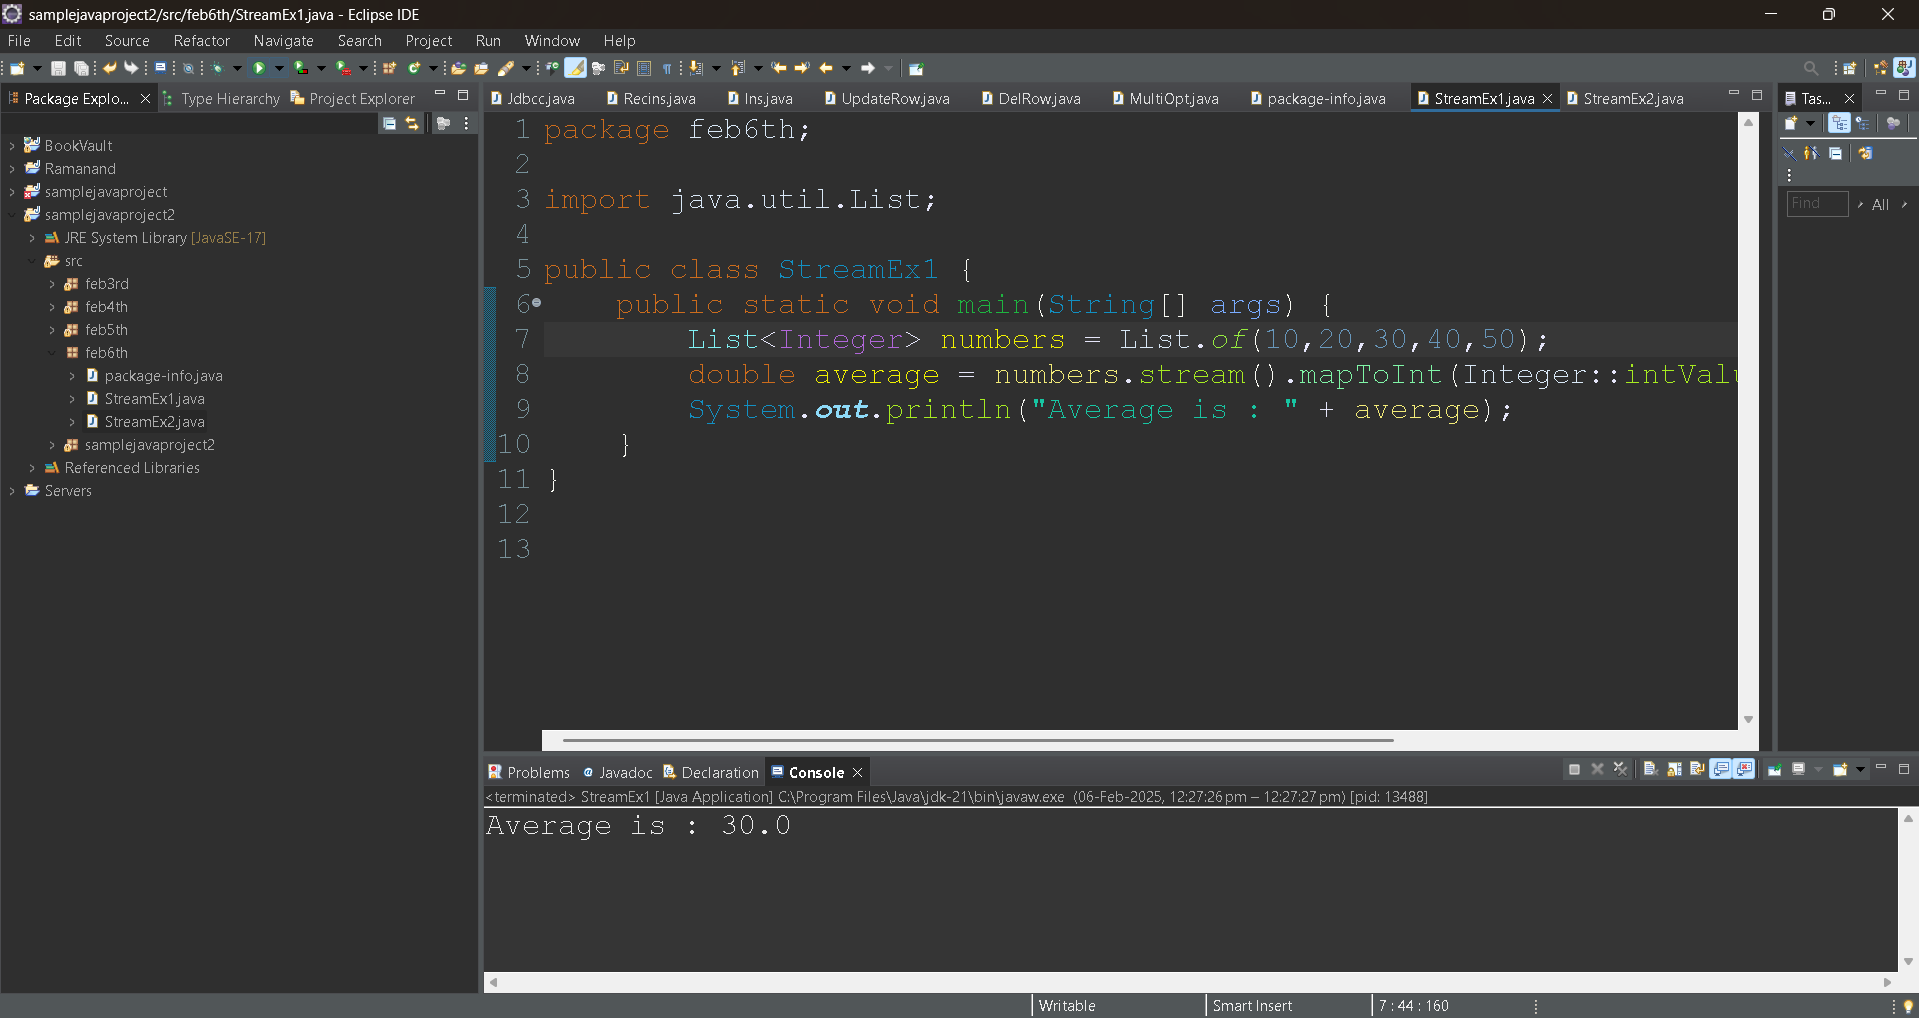 samplejavaproject2/src/feb6th/StreamEx1.java - Eclipse IDE
File Edit Source Refactor Navigate Search Project Run Window Help
Package Explo... Type Hierarchy Project Explorer
Jdbcc.java Recins.java Ins.java UpdateRow.java DelRow.java MultiOpt.java package-info.java StreamEx1.java StreamEx2.java
Tas...
BookVault
Ramanand
samplejavaproject
samplejavaproject2
JRE System Library [JavaSE-17]
src
feb3rd
feb4th
feb5th
feb6th
package-info.java
StreamEx1.java
StreamEx2.java
samplejavaproject2
Referenced Libraries
Servers
1 package feb6th;
2
3 import java.util.List;
4
5 public class StreamEx1 {
6 public static void main(String[] args) {
7 List<Integer> numbers = List.of(10,20,30,40,50);
8 double average = numbers.stream().mapToInt(Integer::intValu
9 System.out.println("Average is : " + average);
10 }
11 }
12
13
Find All
Problems Javadoc Declaration Console
<terminated> StreamEx1 [Java Application] C:\Program Files\Java\jdk-21\bin\javaw.exe (06-Feb-2025, 12:27:26 pm – 12:27:27 pm) [pid: 13488]
Average is : 30.0
Writable Smart Insert 7 : 44 : 160